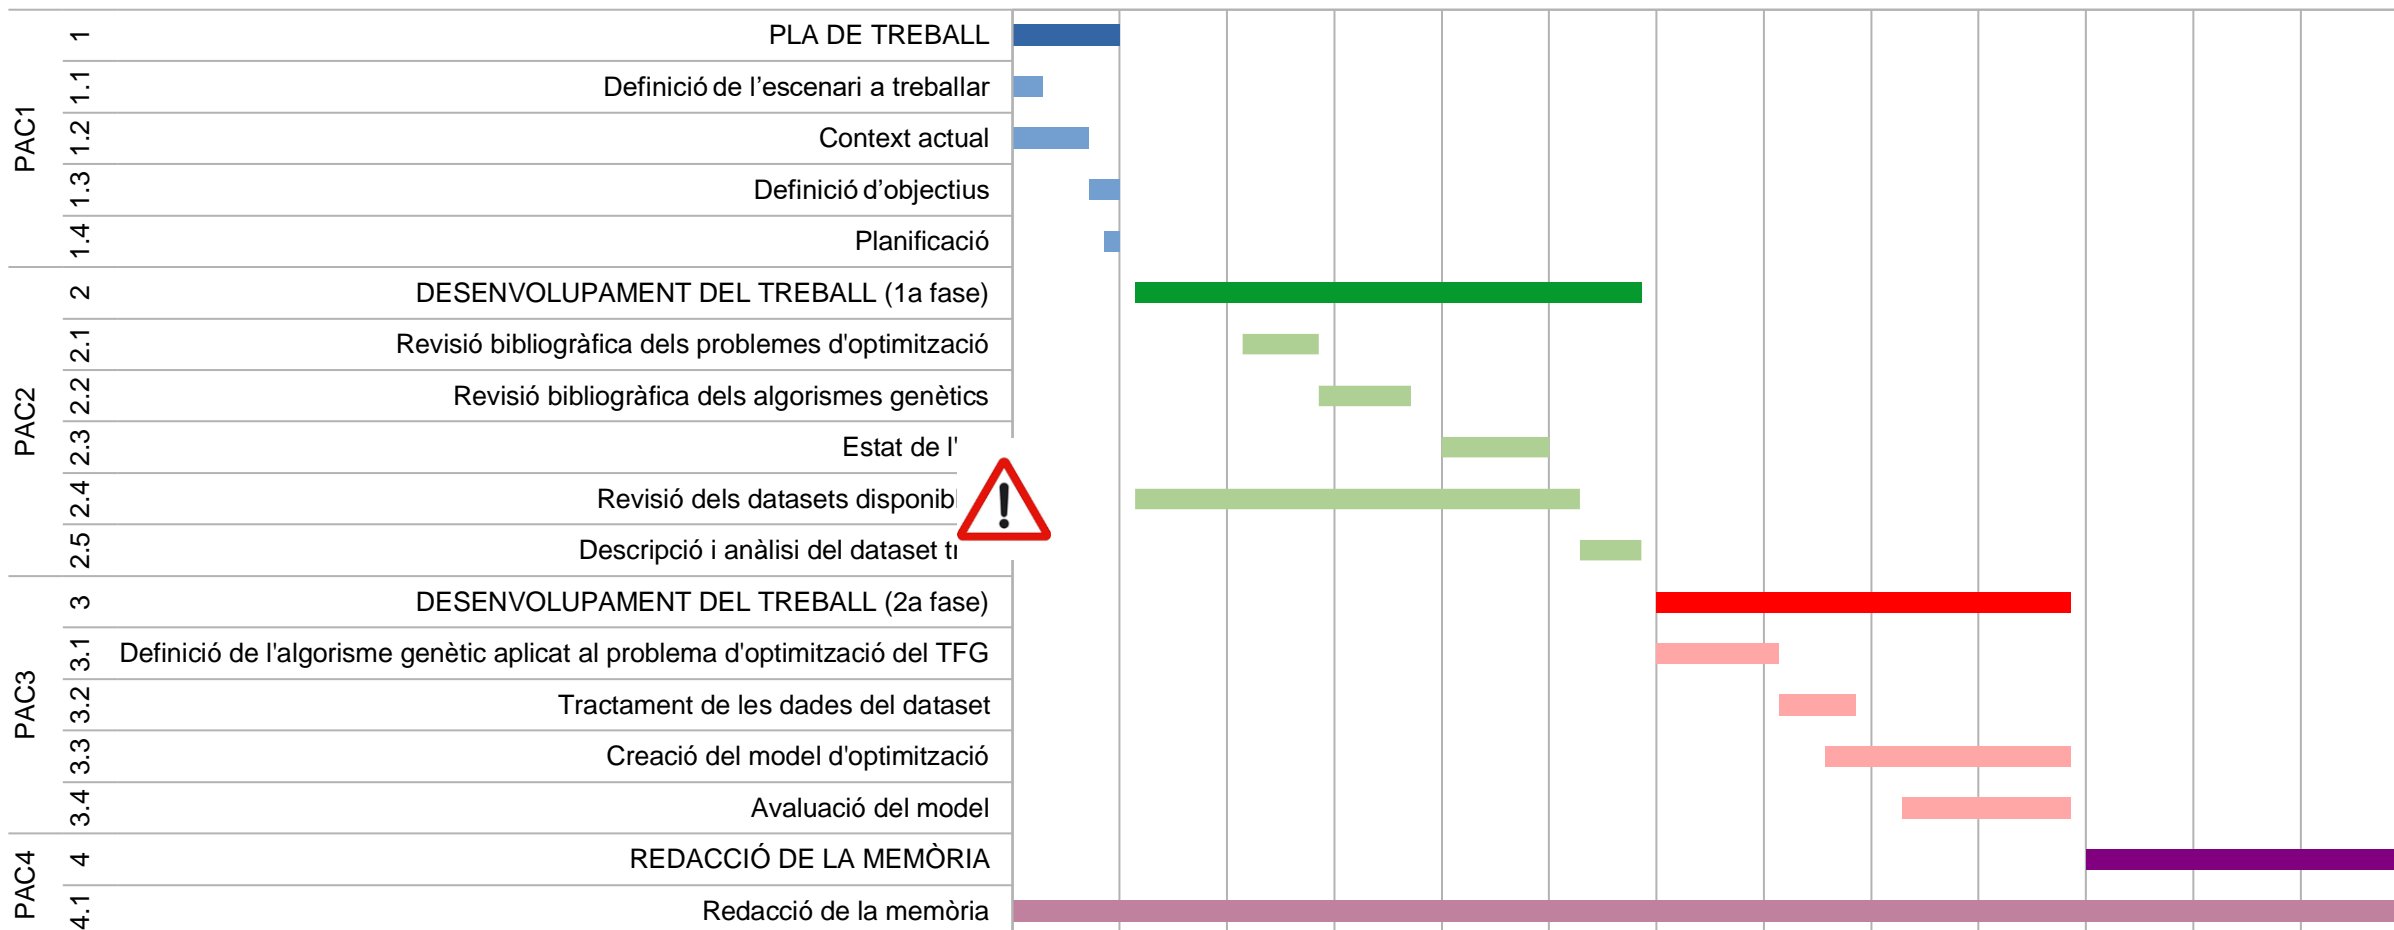 PAC1
1 PLA DE TREBALL
1.1 Definició de l'escenari a treballar
1.2 Context actual
1.3 Definició d'objectius
1.4 Planificació
PAC2
2 DESENVOLUPAMENT DEL TREBALL (1a fase)
2.1 Revisió bibliogràfica dels problemes d'optimització
2.2 Revisió bibliogràfica dels algorismes genètics
2.3 Estat de l'
2.4 Revisió dels datasets
2.5 Descripció i anàlisi del dataset
PAC3
3 DESENVOLUPAMENT DEL TREBALL (2a fase)
3.1 Definició de l'algorisme genètic aplicat al problema d'optimització del TFG
3.2 Tractament de les dades del dataset
3.3 Creació del model d'optimització
3.4 Avaluació del model
PAC4
4 REDACCIÓ DE LA MEMÒRIA
4.1 Redacció de la memòria